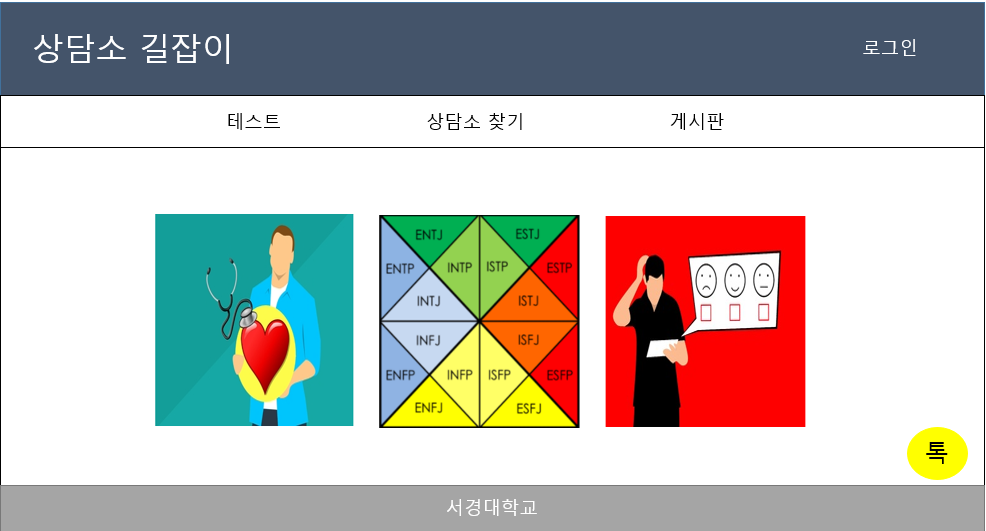 상담소 길잡이
로그인
테스트
상담소 찾기
게시판
ENTJ
ESTJ
ENTP
INTP
ISTP
ESTP
INTJ
ISTJ
INFJ
ISFJ
ENFP
INFP
ISFP
ESFP
ENFJ
ESFJ
톡
서경대학교